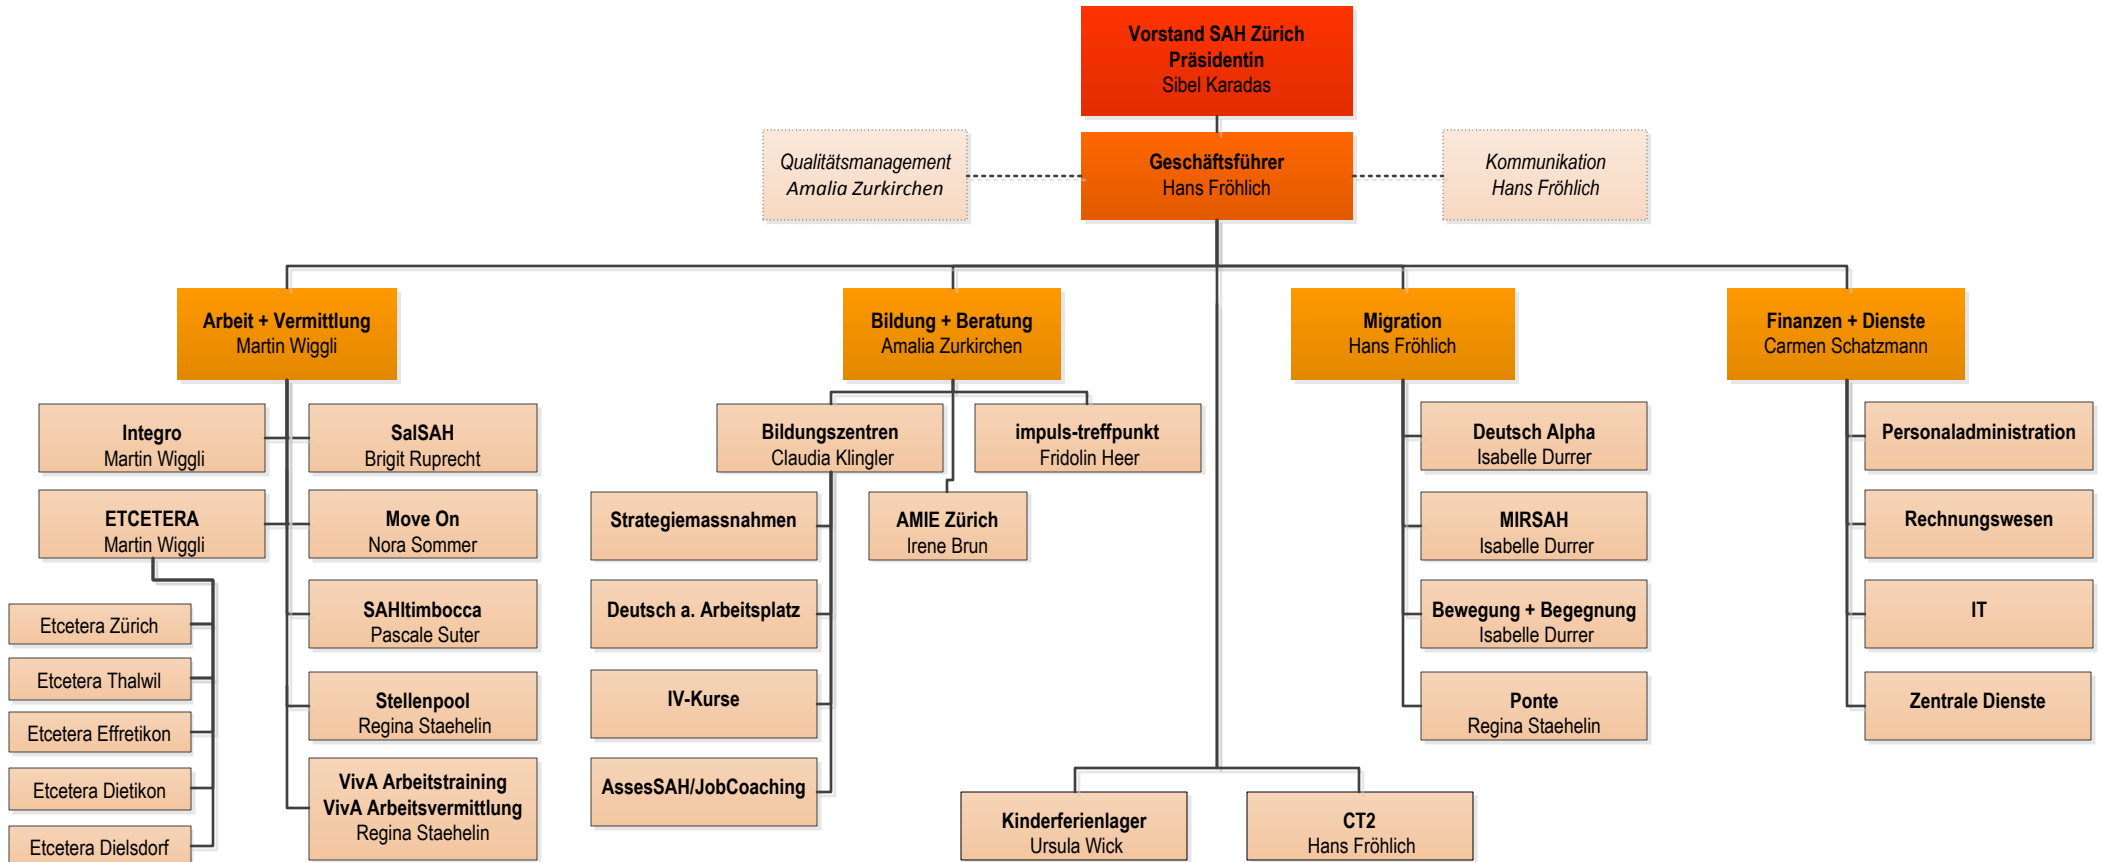 Vorstand SAH Zürich
Präsidentin
Sibel Karadas
Qualitätsmanagement
Amalia Zurkirchen
Geschäftsführer
Hans Fröhlich
Kommunikation
Hans Fröhlich
Arbeit + Vermittlung
Martin Wiggli
Bildung + Beratung
Amalia Zurkirchen
Migration
Hans Fröhlich
Finanzen + Dienste
Carmen Schatzmann
Integro
Martin Wiggli
SalSAH
Brigit Ruprecht
ETCETERA
Martin Wiggli
Move On
Nora Sommer
SAHltimbocca
Pascale Suter
Stellenpool
Regina Staehelin
VivA Arbeitstraining
VivA Arbeitsvermittlung
Regina Staehelin
Etcetera Zürich
Etcetera Thalwil
Etcetera Effretikon
Etcetera Dietikon
Etcetera Dielsdorf
Bildungszentren
Claudia Klingler
impuls-treffpunkt
Fridolin Heer
Strategiemassnahmen
AMIE Zürich
Irene Brun
Deutsch a. Arbeitsplatz
IV-Kurse
AssesSAH/JobCoaching
Kinderferienlager
Ursula Wick
CT2
Hans Fröhlich
Deutsch Alpha
Isabelle Durrer
MIRSAH
Isabelle Durrer
Bewegung + Begegnung
Isabelle Durrer
Ponte
Regina Staehelin
Personaladministration
Rechnungswesen
IT
Zentrale Dienste